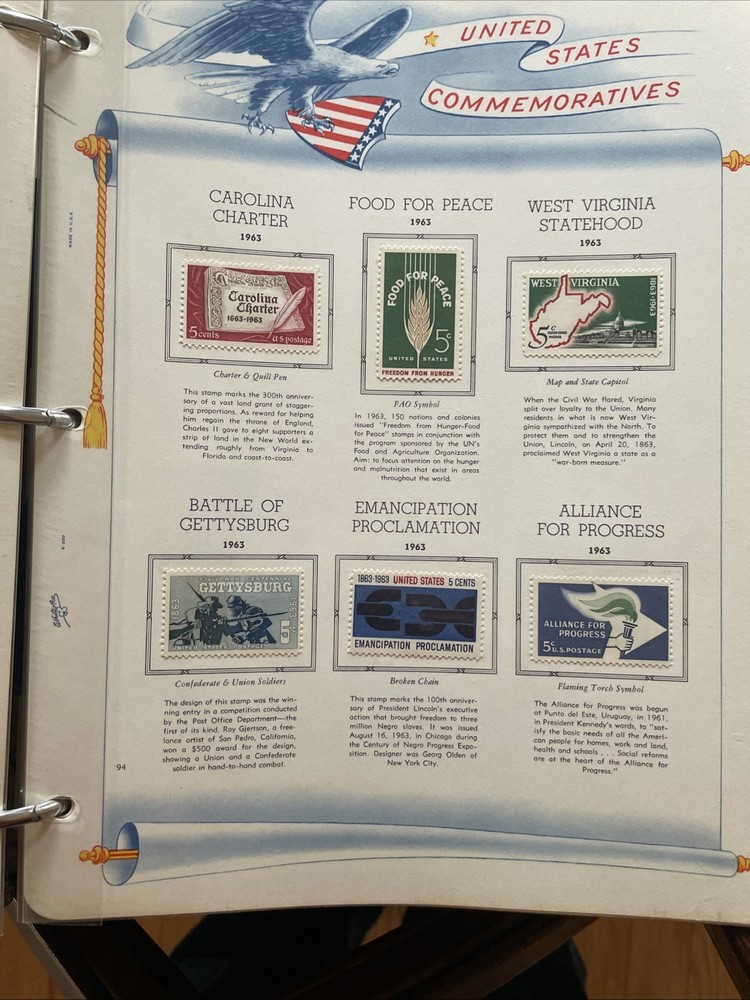 UNITED
STATES
COMMEMORATIVES
CAROLINA
CHARTER
1963
Carolina
Charter
1663-1963
5 cents US postage
Charter & Quill Pen
This stamp marks the 300th anniver-
sary of a vast land grant of stagger-
ing proportions. As reward for helping
him regain the throne of England,
Charles II gave to eight supporters a
strip of land in the New World ex-
tending roughly from Virginia to
Florida and coast-to-coast.
FOOD FOR PEACE
1963
FOOD FOR PEACE
5c
UNITED STATES
FREEDOM FROM HUNGER
FAO Symbol
In 1963, 150 nations and colonies
issued "Freedom from Hunger-Food
for Peace" stamps in conjunction with
the program sponsored by the UN's
Food and Agriculture Organization.
Aim: to focus attention on the hunger
and malnutrition that exist in areas
throughout the world.
WEST VIRGINIA
STATEHOOD
1963
WEST VIRGINIA
1863-1963
5c
Map and State Capitol
When the Civil War flared, Virginia
split over loyalty to the Union. Many
residents in what is now West Vir-
ginia sympathized with the North. To
protect them and to strengthen the
Union, Lincoln, on April 20, 1863,
proclaimed West Virginia a state as a
"war-born measure."
BATTLE OF
GETTYSBURG
1963
CIVIL WAR CENTENNIAL
GETTYSBURG
1863
1963
5c
UNITED STATES POSTAGE
Confederate & Union Soldiers
The design of this stamp was the win-
ning entry in a competition conducted
by the Post Office Department—the
first of its kind. Roy Gjertson, a free-
lance artist of San Pedro, California,
won a $500 award for the design,
showing a Union and a Confederate
soldier in hand-to-hand combat.
EMANCIPATION
PROCLAMATION
1963
1863-1963 UNITED STATES 5 CENTS
EMANCIPATION PROCLAMATION
Broken Chain
This stamp marks the 100th anniver-
sary of President Lincoln's executive
action that brought freedom to three
million Negro slaves. It was issued
August 16, 1963, in Chicago during
the Century of Negro Progress Expo-
sition. Designer was Georg Olden of
New York City.
ALLIANCE
FOR PROGRESS
1963
ALLIANCE FOR
PROGRESS
5c U.S. POSTAGE
Flaming Torch Symbol
The Alliance for Progress was begun
at Punta del Este, Uruguay, in 1961,
in President Kennedy's words, to "sat-
isfy the basic needs of all the Ameri-
can people for homes, work and land,
health and schools . . . Social reforms
are at the heart of the Alliance for
Progress."
94
MADE IN U.S.A.